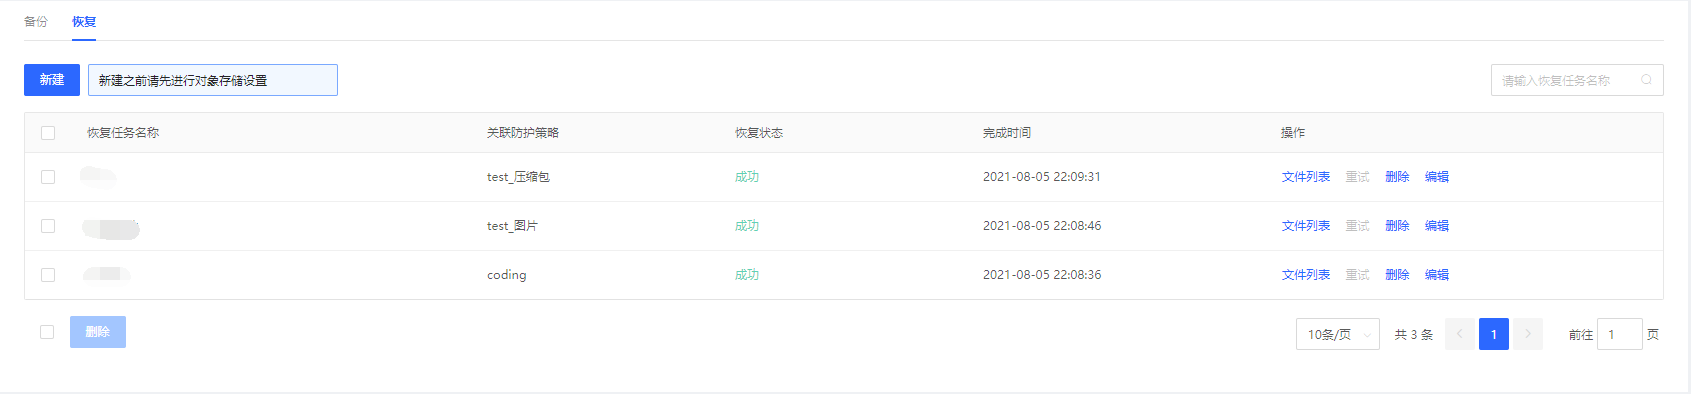 备份 恢复
新建 新建之前请先进行对象存储设置 请输入恢复任务名称
恢复任务名称 关联防护策略 恢复状态 完成时间 操作
test_压缩包 成功 2021-08-05 22:09:31 文件列表 重试 删除 编辑
test_图片 成功 2021-08-05 22:08:46 文件列表 重试 删除 编辑
coding 成功 2021-08-05 22:08:36 文件列表 重试 删除 编辑
删除 10条/页 共 3 条 1 前往 1 页